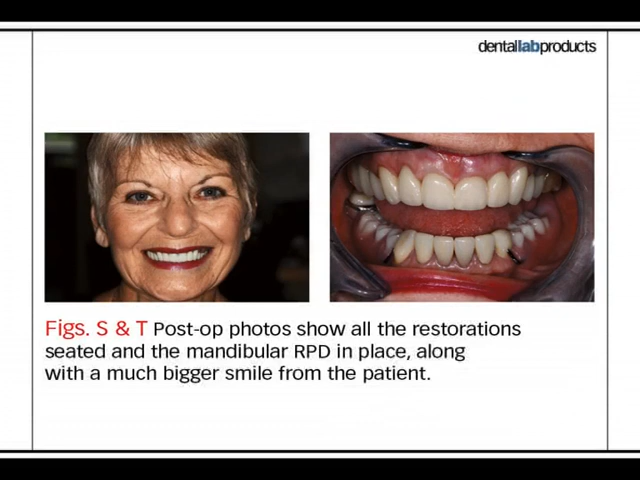 dentallabproducts
Figs. S & T Post-op photos show all the restorations
seated and the mandibular RPD in place, along
with a much bigger smile from the patient.